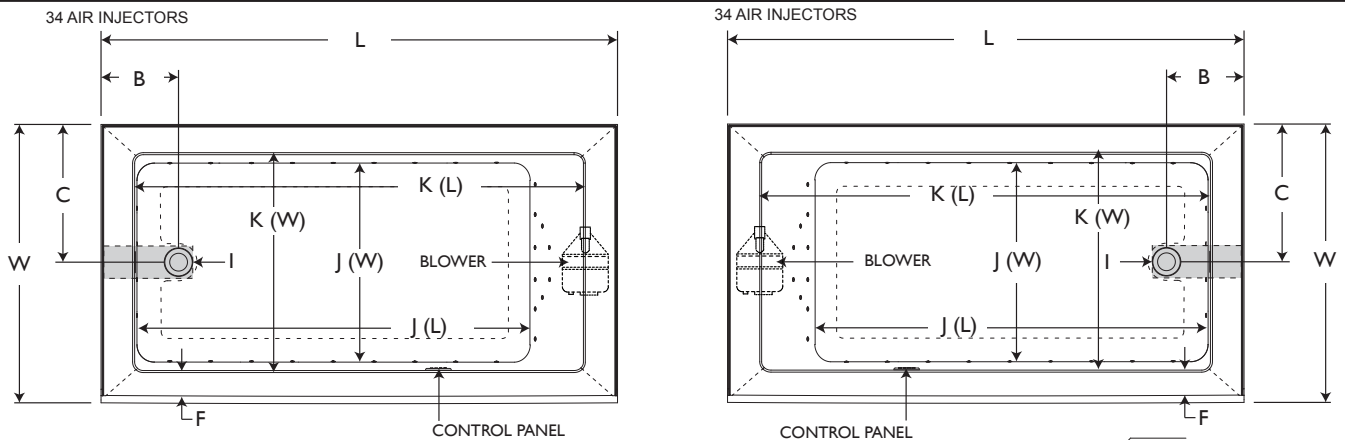 34 AIR INJECTORS
L
B
C
W
K (L)
K (W)
J (W)
I
BLOWER
J (L)
F
CONTROL PANEL
34 AIR INJECTORS
L
B
C
W
K (L)
K (W)
J (W)
I
BLOWER
J (L)
F
CONTROL PANEL